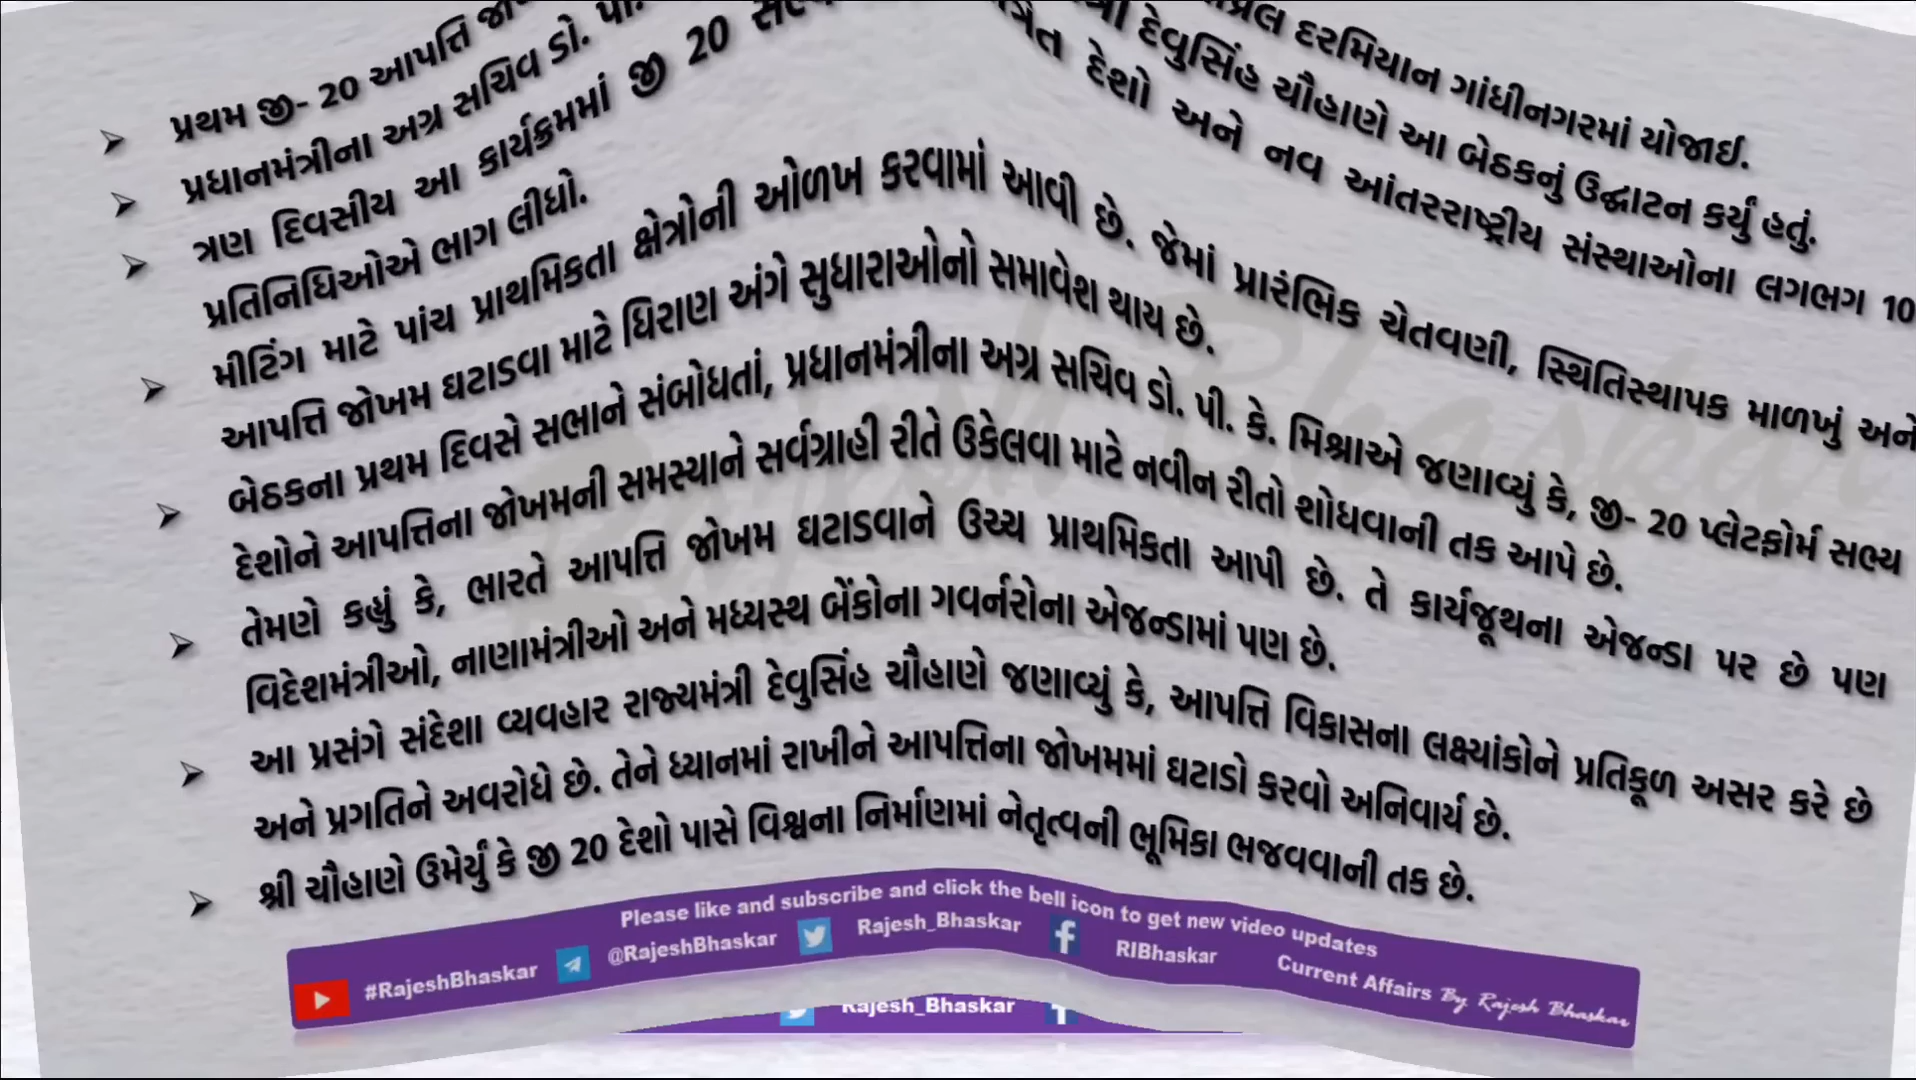 પ્રથમ જી- 20 આપત્તિ દરમિયાન ગાંધીનગરમાં યોજાઈ.
પ્રધાનમંત્રીના અગ્ર સચિવ ડો. પી. દેવુસિંહ ચૌહાણે આ બેઠકનું ઉદ્ઘાટન કર્યું હતું.
ત્રણ દિવસીય આ કાર્યક્રમમાં જી 20 દેશો અને નવ આંતરરાષ્ટ્રીય સંસ્થાઓના લગભગ 10
પ્રતિનિધિઓએ ભાગ લીધો.
મીટિંગ માટે પાંચ પ્રાથમિકતા ક્ષેત્રોની ઓળખ કરવામાં આવી છે. જેમાં પ્રારંભિક ચેતવણી, સ્થિતિસ્થાપક માળખું અને
આપત્તિ જોખમ ઘટાડવા માટે ધિરાણ અંગે સુધારાઓનો સમાવેશ થાય છે.
બેઠકના પ્રથમ દિવસે સભાને સંબોધતાં, પ્રધાનમંત્રીના અગ્ર સચિવ ડો. પી. કે. મિશ્રાએ જણાવ્યું કે, જી- 20 પ્લેટફોર્મ સભ્ય
દેશોને આપત્તિના જોખમની સમસ્યાને સર્વગ્રાહી રીતે ઉકેલવા માટે નવીન રીતો શોધવાની તક આપે છે.
તેમણે કહ્યું કે, ભારતે આપત્તિ જોખમ ઘટાડવાને ઉચ્ચ પ્રાથમિકતા આપી છે. તે કાર્યજૂથના એજન્ડા પર છે પણ
વિદેશમંત્રીઓ, નાણામંત્રીઓ અને મધ્યસ્થ બેંકોના ગવર્નરોના એજન્ડામાં પણ છે.
આ પ્રસંગે સંદેશા વ્યવહાર રાજ્યમંત્રી દેવુસિંહ ચૌહાણે જણાવ્યું કે, આપત્તિ વિકાસના લક્ષ્યાંકોને પ્રતિકૂળ અસર કરે છે
અને પ્રગતિને અવરોધે છે. તેને ધ્યાનમાં રાખીને આપત્તિના જોખમમાં ઘટાડો કરવો અનિવાર્ય છે.
શ્રી ચૌહાણે ઉમેર્યું કે જી 20 દેશો પાસે વિશ્વના નિર્માણમાં નેતૃત્વની ભૂમિકા ભજવવાની તક છે.
Please like and subscribe and click the bell icon to get new video updates
#RajeshBhaskar @RajeshBhaskar Rajesh_Bhaskar RIBhaskar Current Affairs By Rajesh Bhaskar
Rajesh_Bhaskar